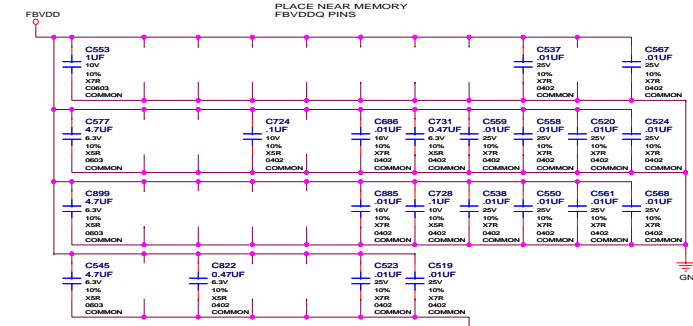 PLACE NEAR MEMORY
FBVDDQ PINS
FBVDD
C553
1UF
10V
10%
X7R
C0603
COMMON
C537
.01UF
25V
10%
X7R
0402
COMMON
C567
.01UF
25V
10%
X7R
0402
COMMON
C577
4.7UF
6.3V
10%
X5R
0603
COMMON
C724
.1UF
10V
10%
X5R
0402
COMMON
C686
.01UF
16V
10%
X7R
0402
COMMON
C731
0.47UF
6.3V
10%
X5R
0402
COMMON
C559
.01UF
25V
10%
X7R
0402
COMMON
C558
.01UF
25V
10%
X7R
0402
COMMON
C520
.01UF
25V
10%
X7R
0402
COMMON
C524
.01UF
25V
10%
X7R
0402
COMMON
C899
4.7UF
6.3V
10%
X5R
0603
COMMON
C885
.01UF
16V
10%
X7R
0402
COMMON
C728
.1UF
10V
10%
X5R
0402
COMMON
C538
.01UF
25V
10%
X7R
0402
COMMON
C550
.01UF
25V
10%
X7R
0402
COMMON
C561
.01UF
25V
10%
X7R
0402
COMMON
C568
.01UF
25V
10%
X7R
0402
COMMON
GN
C545
4.7UF
6.3V
10%
X5R
0603
COMMON
C822
0.47UF
6.3V
10%
X5R
0402
COMMON
C523
.01UF
25V
10%
X7R
0402
COMMON
C519
.01UF
25V
10%
X7R
0402
COMMON